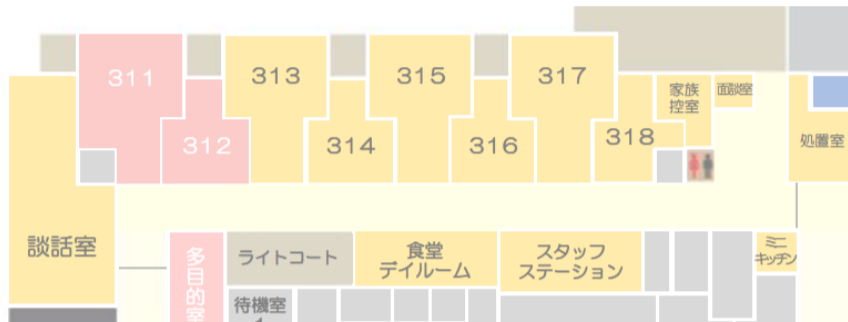 311
312
313
314
315
316
317
318
家族
控室
面談室
処置室
談話室
多目的室
ライトコート
食堂
デイルーム
スタッフ
ステーション
ミニ
キッチン
待機室